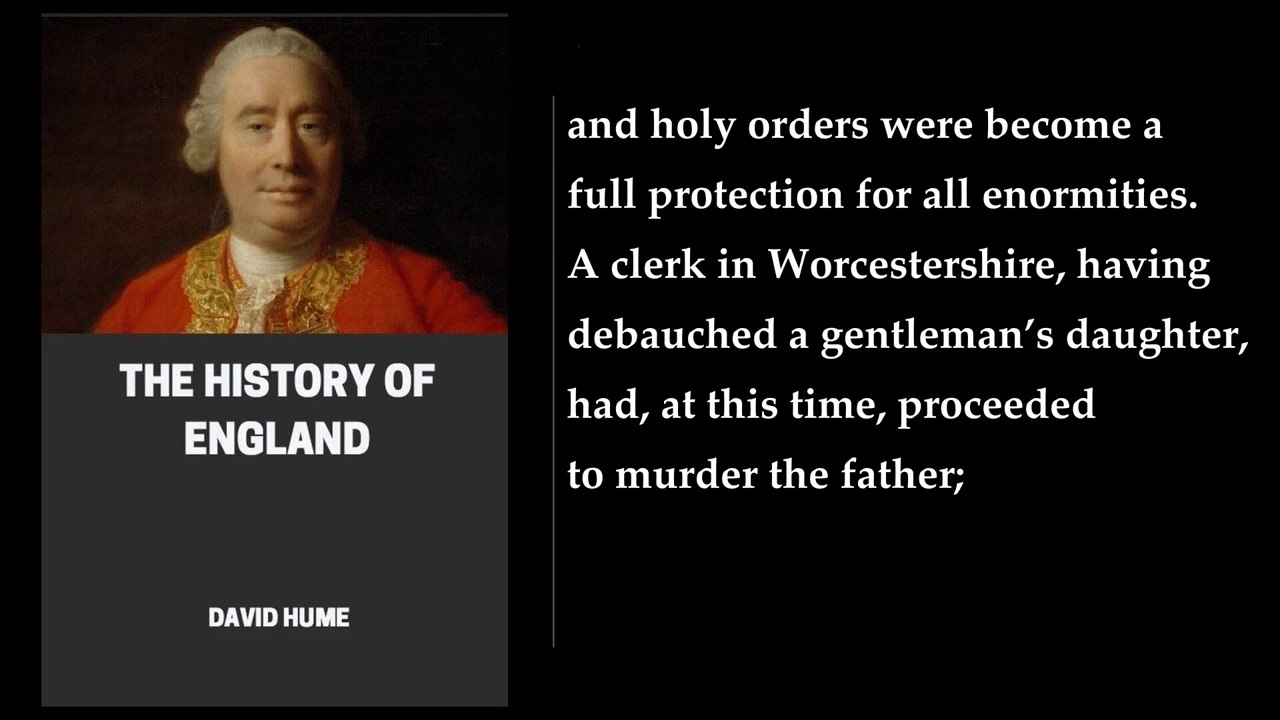 THE HISTORY OF
ENGLAND
DAVID HUME
and holy orders were become a
full protection for all enormities.
A clerk in Worcestershire, having
debauched a gentleman’s daughter,
had, at this time, proceeded
to murder the father;